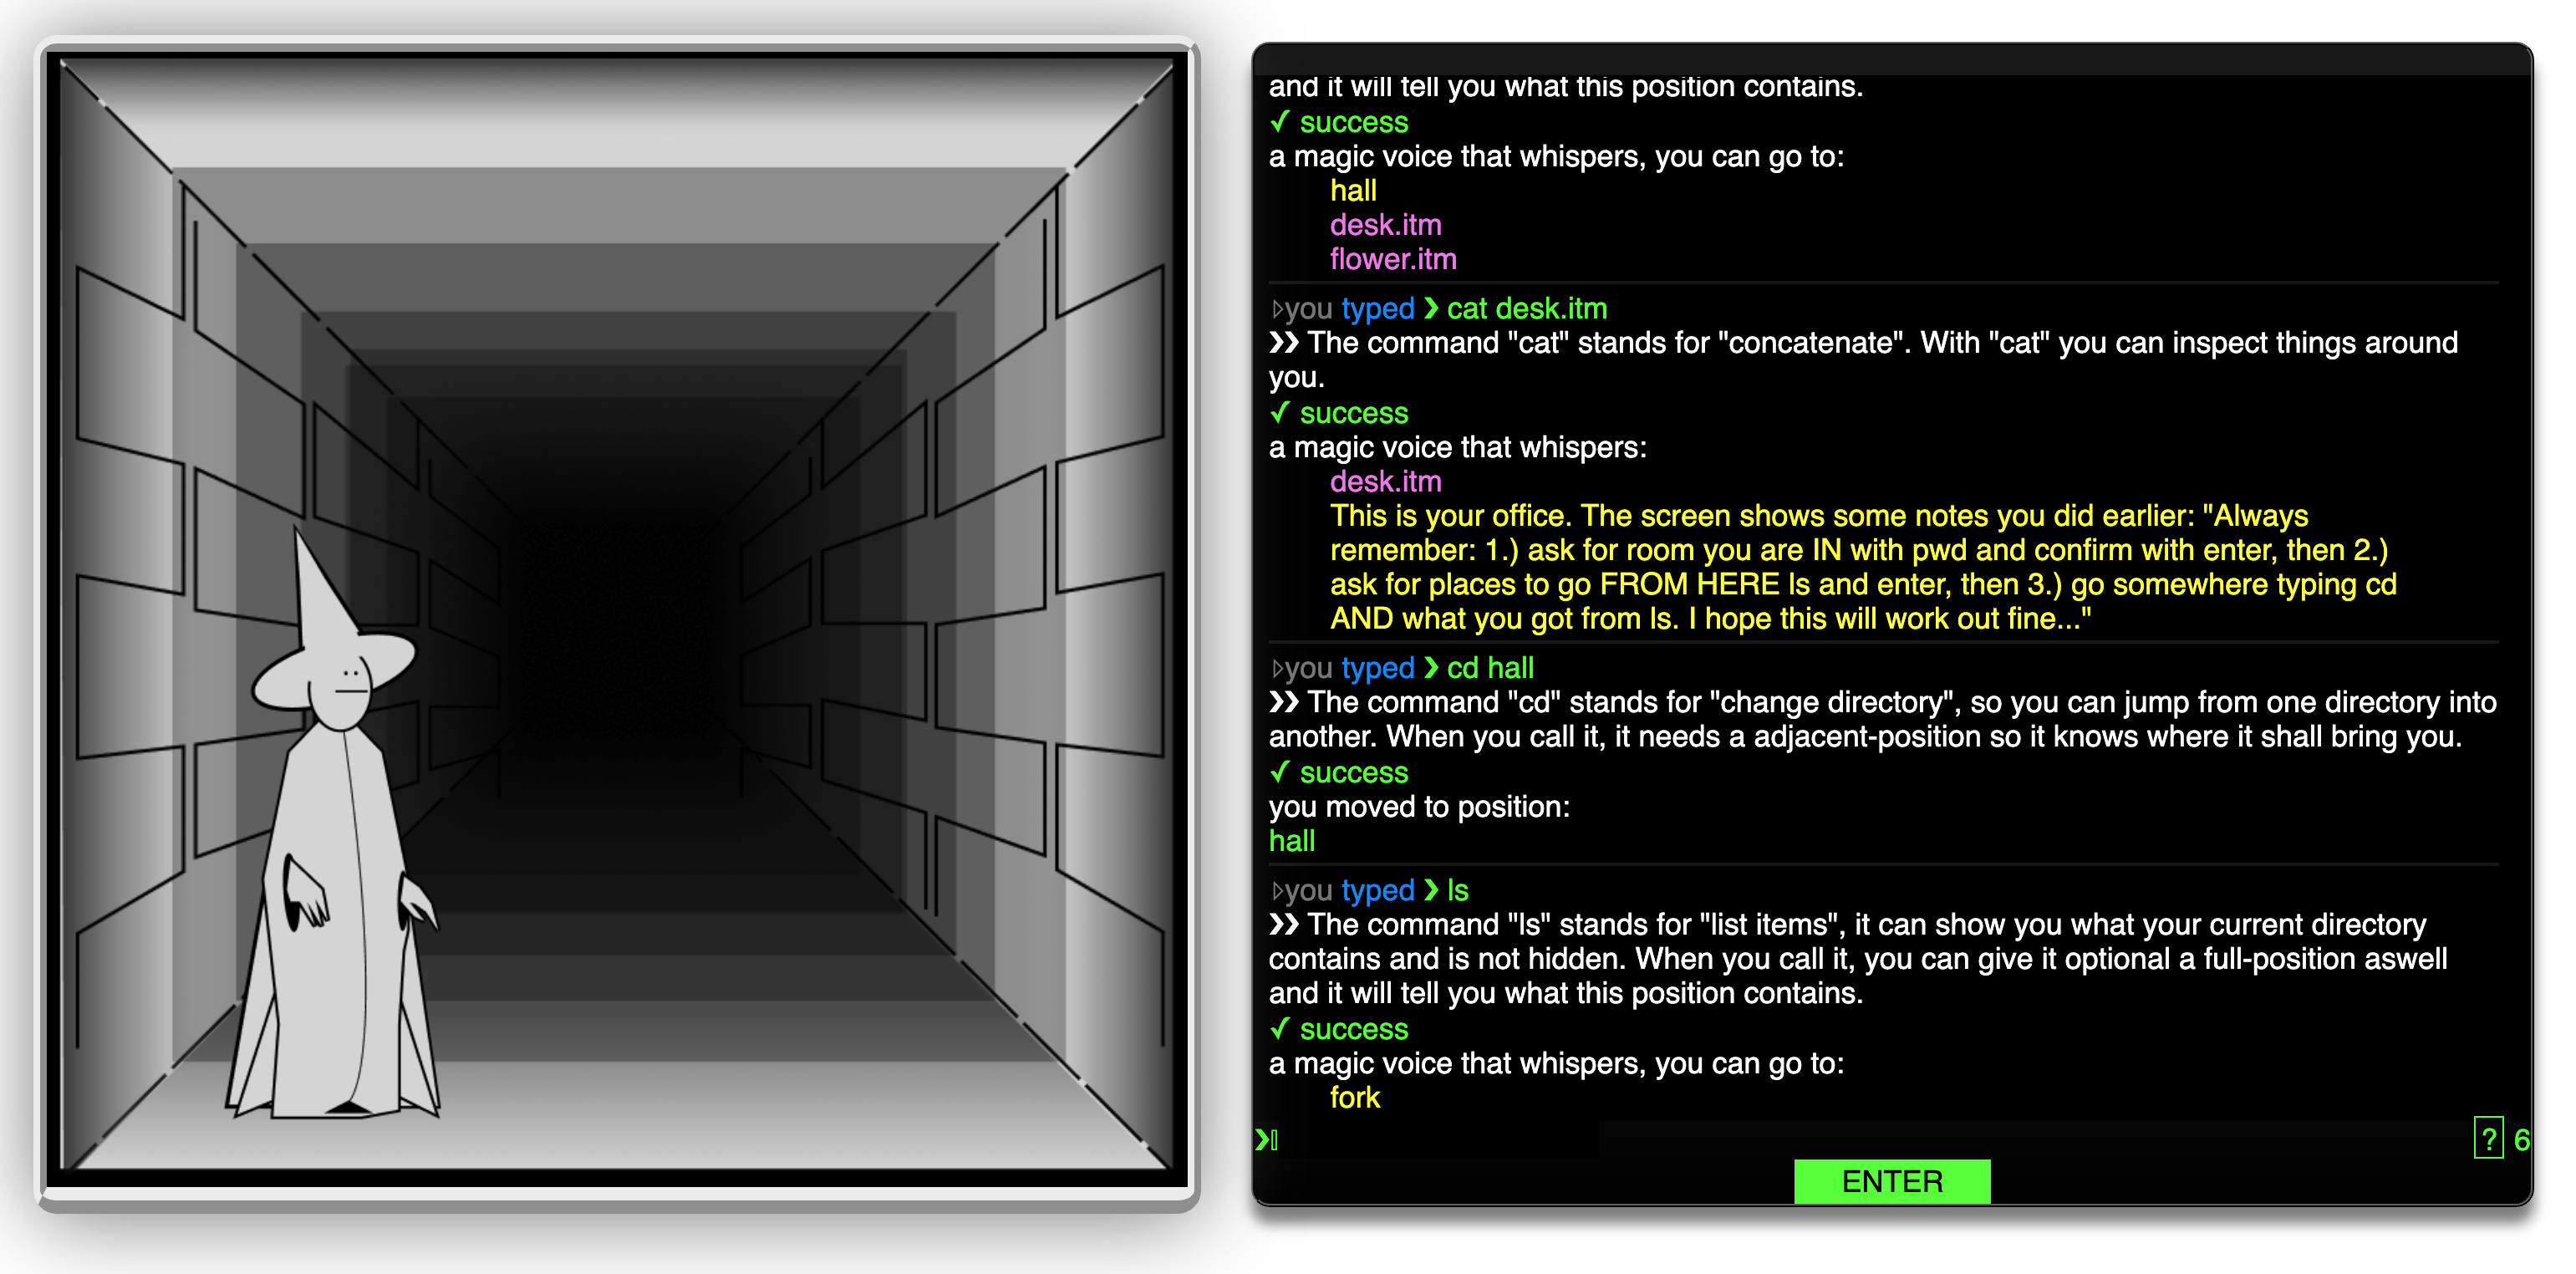 and it will tell you what this position contains.
✓ success
a magic voice that whispers, you can go to:
hall
desk.itm
flower.itm
▹you typed ❯ cat desk.itm
❯❯ The command "cat" stands for "concatenate". With "cat" you can inspect things around
you.
✓ success
a magic voice that whispers:
desk.itm
This is your office. The screen shows some notes you did earlier: "Always
remember: 1.) ask for room you are IN with pwd and confirm with enter, then 2.)
ask for places to go FROM HERE ls and enter, then 3.) go somewhere typing cd
AND what you got from ls. I hope this will work out fine..."
▹you typed ❯ cd hall
❯❯ The command "cd" stands for "change directory", so you can jump from one directory into
another. When you call it, it needs a adjacent-position so it knows where it shall bring you.
✓ success
you moved to position:
hall
▹you typed ❯ ls
❯❯ The command "ls" stands for "list items", it can show you what your current directory
contains and is not hidden. When you call it, you can give it optional a full-position aswell
and it will tell you what this position contains.
✓ success
a magic voice that whispers, you can go to:
fork
❯▯ ? 6
ENTER